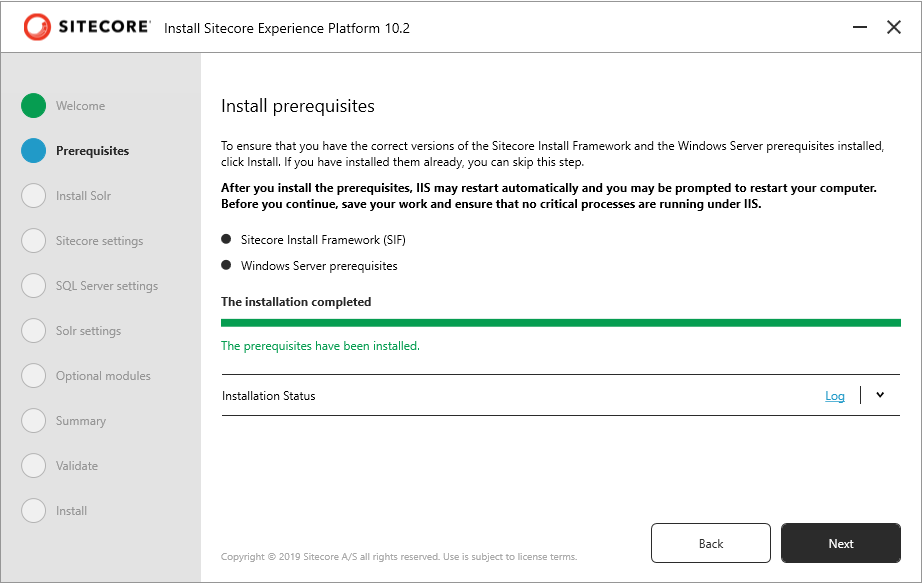 SITECORE Install Sitecore Experience Platform 10.2
Welcome
Prerequisites
Install Solr
Sitecore settings
SQL Server settings
Solr settings
Optional modules
Summary
Validate
Install
Install prerequisites
To ensure that you have the correct versions of the Sitecore Install Framework and the Windows Server prerequisites installed,
click Install. If you have installed them already, you can skip this step.
After you install the prerequisites, IIS may restart automatically and you may be prompted to restart your computer.
Before you continue, save your work and ensure that no critical processes are running under IIS.
Sitecore Install Framework (SIF)
Windows Server prerequisites
The installation completed
The prerequisites have been installed.
Installation Status Log
Back Next
Copyright © 2019 Sitecore A/S all rights reserved. Use is subject to license terms.